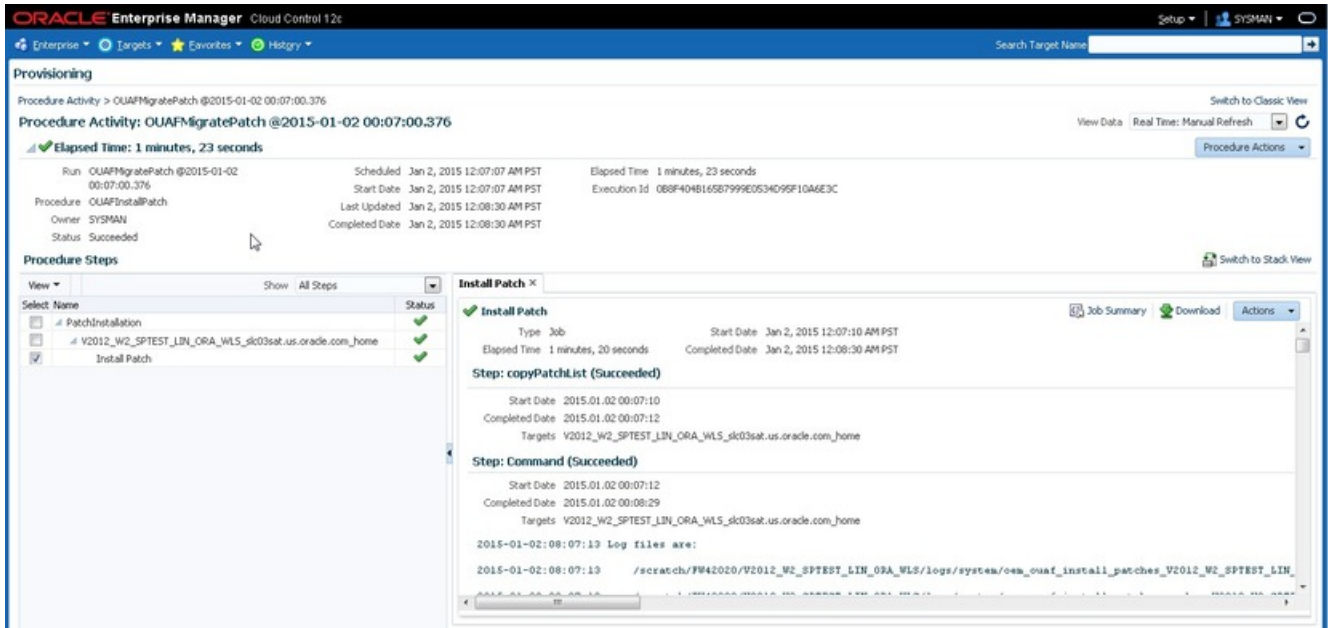 ORACLE Enterprise Manager Cloud Control 12c
Setup SYSMAN
Enterprise Targets Favorites History
Search Target Name
Provisioning
Procedure Activity > OUAFMigratePatch @2015-01-02 00:07:00.376
Switch to Classic View
Procedure Activity: OUAFMigratePatch @2015-01-02 00:07:00.376
View Data Real Time: Manual Refresh
Elapsed Time: 1 minutes, 23 seconds
Procedure Actions
Run OUAFMigratePatch @2015-01-02 00:07:00.376
Procedure OUAFInstallPatch
Owner SYSMAN
Status Succeeded
Scheduled Jan 2, 2015 12:07:07 AM PST
Start Date Jan 2, 2015 12:07:07 AM PST
Last Updated Jan 2, 2015 12:08:30 AM PST
Completed Date Jan 2, 2015 12:08:30 AM PST
Elapsed Time 1 minutes, 23 seconds
Execution Id 0B8F404B165B7999E0534D95F10A6E3C
Procedure Steps
Switch to Stack View
View
Show All Steps
Select Name Status
PatchInstallation
V2012_W2_SPTEST_LIN_ORA_WLS_slc03sat.us.oracle.com_home
Install Patch
Install Patch
Install Patch
Job Summary Download Actions
Type Job
Elapsed Time 1 minutes, 20 seconds
Start Date Jan 2, 2015 12:07:10 AM PST
Completed Date Jan 2, 2015 12:08:30 AM PST
Step: copyPatchList (Succeeded)
Start Date 2015.01.02 00:07:10
Completed Date 2015.01.02 00:07:12
Targets V2012_W2_SPTEST_LIN_ORA_WLS_slc03sat.us.oracle.com_home
Step: Command (Succeeded)
Start Date 2015.01.02 00:07:12
Completed Date 2015.01.02 00:08:29
Targets V2012_W2_SPTEST_LIN_ORA_WLS_slc03sat.us.oracle.com_home
2015-01-02:08:07:13 Log files are:
2015-01-02:08:07:13 /scratch/FW42020/V2012_W2_SPTEST_LIN_ORA_WLS/logs/system/oem_ouaf_install_patches_V2012_W2_SPTEST_LIN_